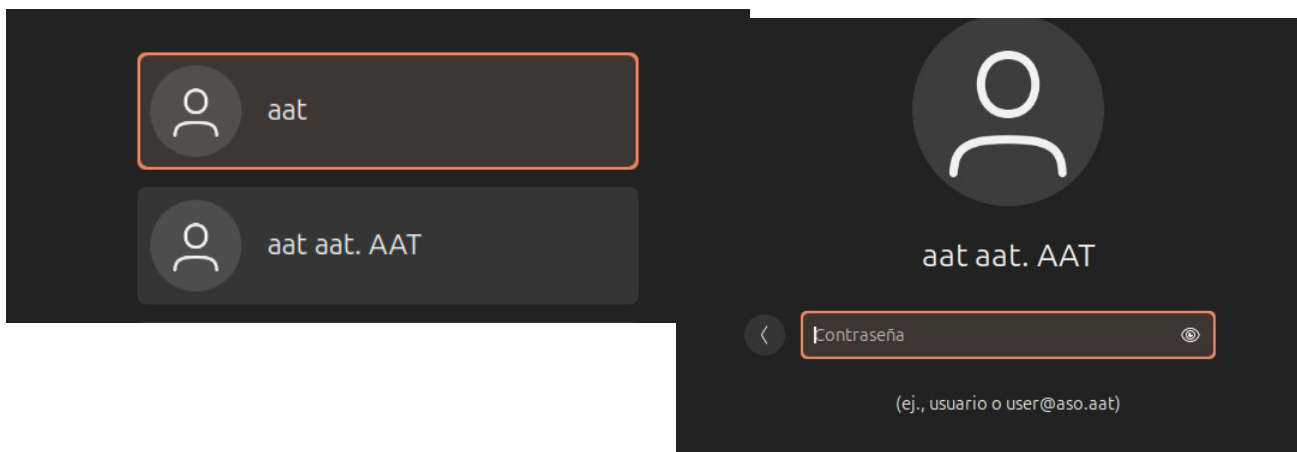 aat
aat aat. AAT
aat aat. AAT
Contraseña
(ej., usuario o user@aso.aat)